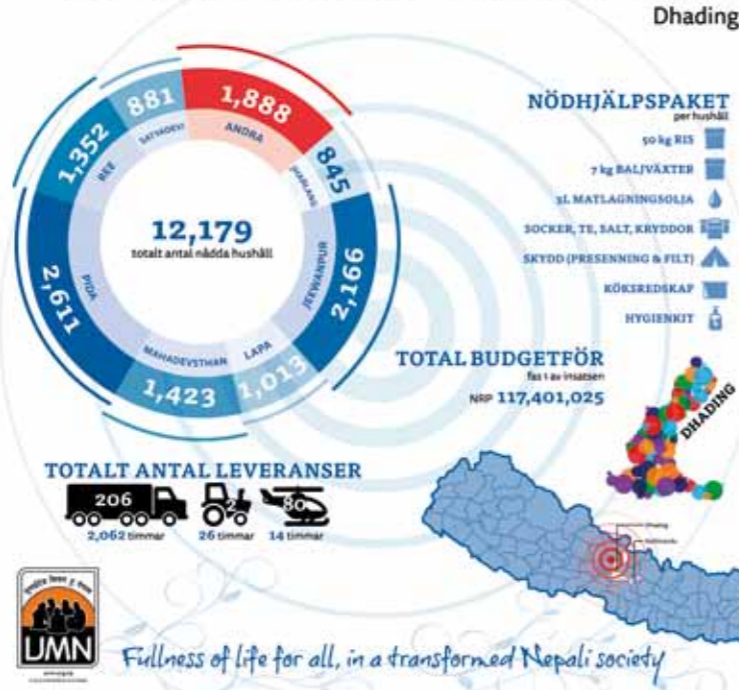 Dhading
1,888
ANDRA
845
JHARLANG
2,166
JEEWANPUR
1,013
LAPA
1,423
MAHADEVSTHAN
2,611
PIDA
1,352
REE
881
SATYADEVI
12,179
totalt antal nådda hushåll
NÖDHJÄLPSPAKET
per hushåll
50 kg RIS
7 kg BALJVÄXTER
3L MATLAGNINGSOLJA
SOCKER, TE, SALT, KRYDDOR
SKYDD (PRESENNING & FILT)
KÖKSREDSKAP
HYGIENKIT
TOTAL BUDGETFÖR
fas 1 av insatsen
NRP 117,401,025
DHADING
TOTALT ANTAL LEVERANSER
206
2
80
2,062 timmar
26 timmar
14 timmar
Dhading
UMN
Fullness of life for all, in a transformed Nepali society